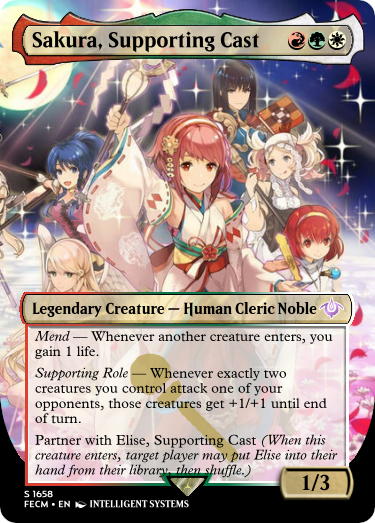 Sakura, Supporting Cast
Legendary Creature — Human Cleric Noble
Mend — Whenever another creature enters, you
gain 1 life.
Supporting Role — Whenever exactly two
creatures you control attack one of your
opponents, those creatures get +1/+1 until end
of turn.
Partner with Elise, Supporting Cast (When this
creature enters, target player may put Elise into their
hand from their library, then shuffle.)
1/3
S 1658
FECM • EN INTELLIGENT SYSTEMS